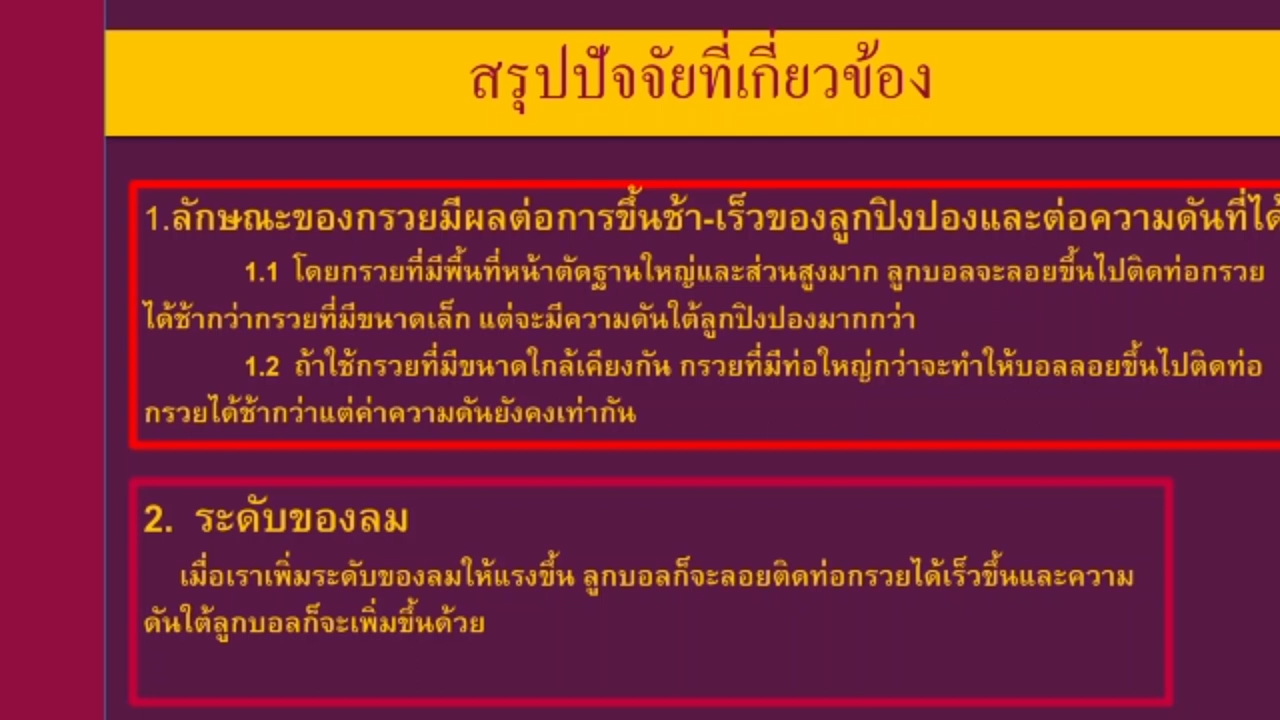 สรุปปัจจัยที่เกี่ยวข้อง
1.ลักษณะของกรวยมีผลต่อการขึ้นช้า-เร็วของลูกปิงปองและต่อความดันที่ได้
1.1 โดยกรวยที่มีพื้นที่หน้าตัดฐานใหญ่และส่วนสูงมาก ลูกบอลจะลอยขึ้นไปติดท่อกรวย
ได้ช้ากว่ากรวยที่มีขนาดเล็ก แต่จะมีความดันใต้ลูกปิงปองมากกว่า
1.2 ถ้าใช้กรวยที่มีขนาดใกล้เคียงกัน กรวยที่มีท่อใหญ่กว่าจะทำให้บอลลอยขึ้นไปติดท่อ
กรวยได้ช้ากว่าแต่ค่าความดันยังคงเท่ากัน
2. ระดับของลม
เมื่อเราเพิ่มระดับของลมให้แรงขึ้น ลูกบอลก็จะลอยติดท่อกรวยได้เร็วขึ้นและความ
ดันใต้ลูกบอลก็จะเพิ่มขึ้นด้วย